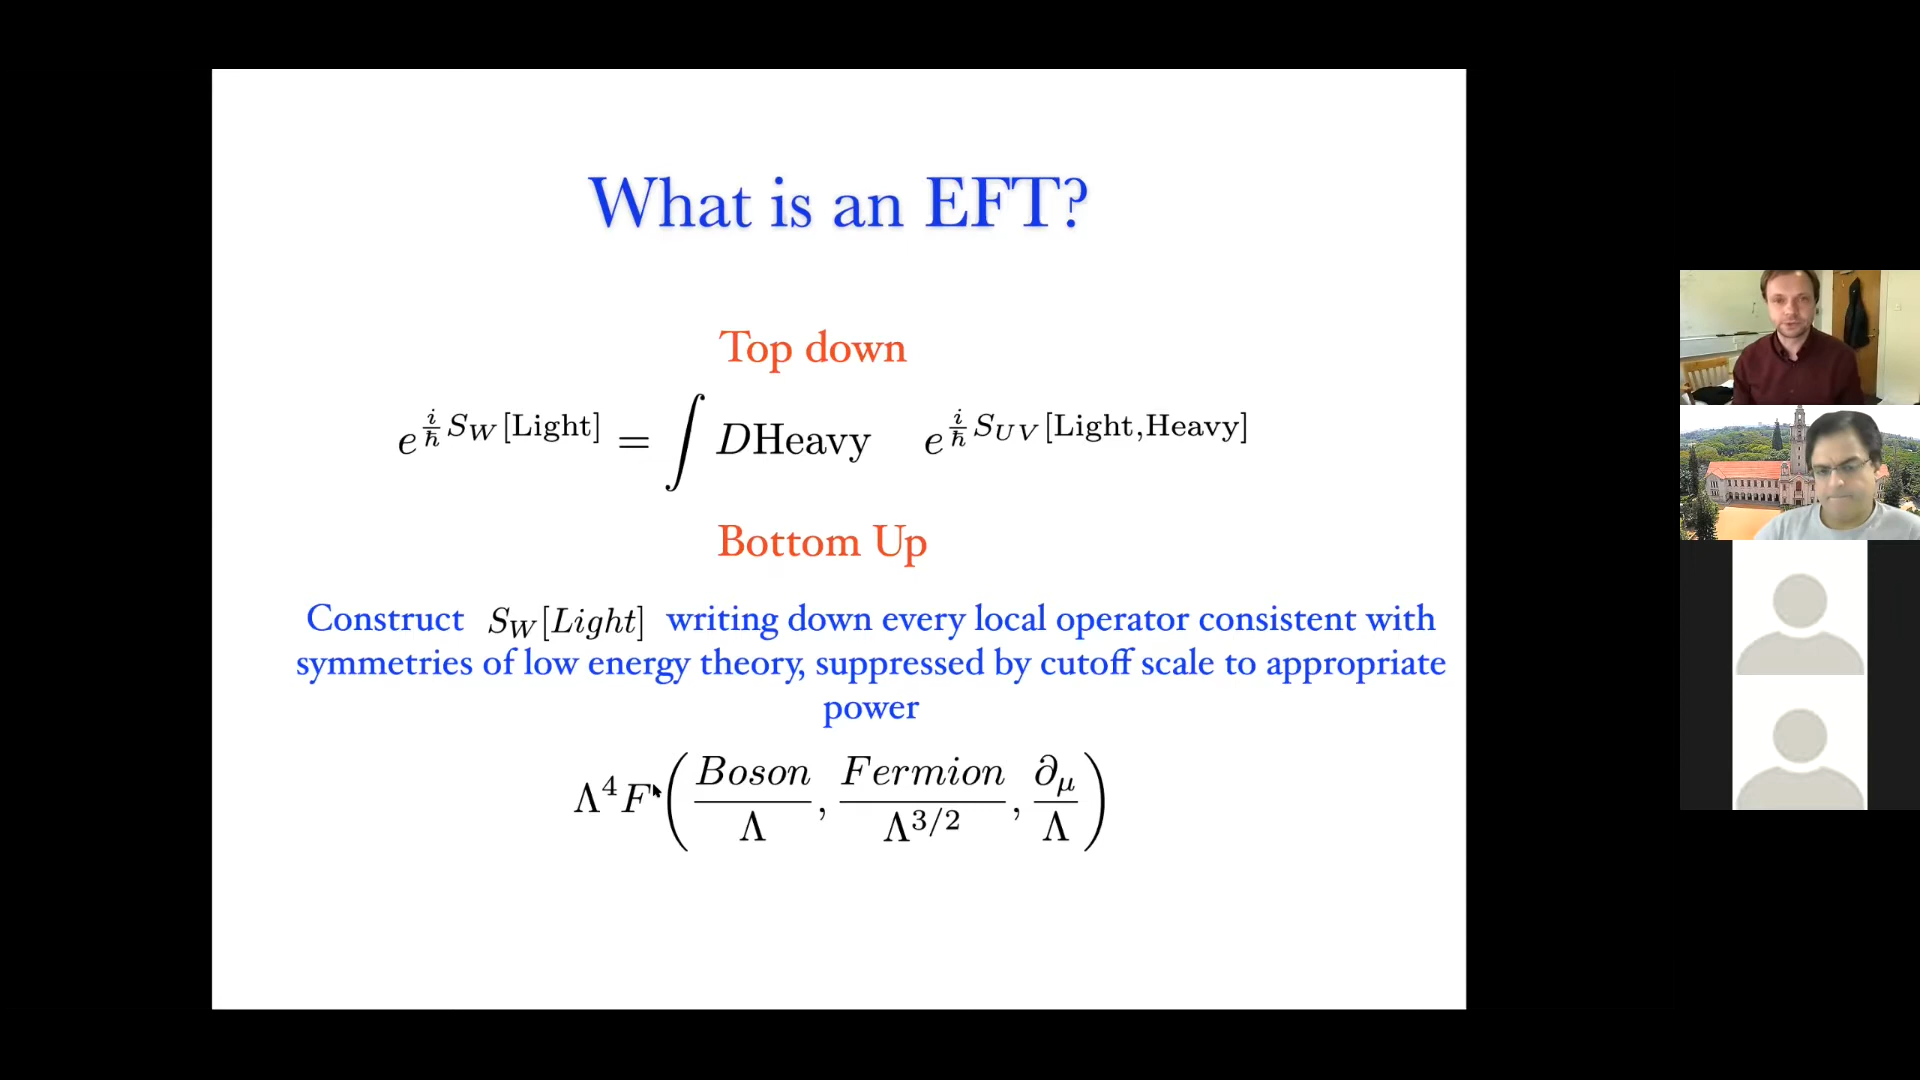 What is an EFT?
Top down
$e^{\frac{i}{\hbar} S_W[\text{Light}]} = \int D\text{Heavy} \quad e^{\frac{i}{\hbar} S_{UV}[\text{Light,Heavy}]}$
Bottom Up
Construct $S_W[Light]$ writing down every local operator consistent with
symmetries of low energy theory, suppressed by cutoff scale to appropriate
power
$\Lambda^4 F \left( \frac{Boson}{\Lambda}, \frac{Fermion}{\Lambda^{3/2}}, \frac{\partial_\mu}{\Lambda} \right)$